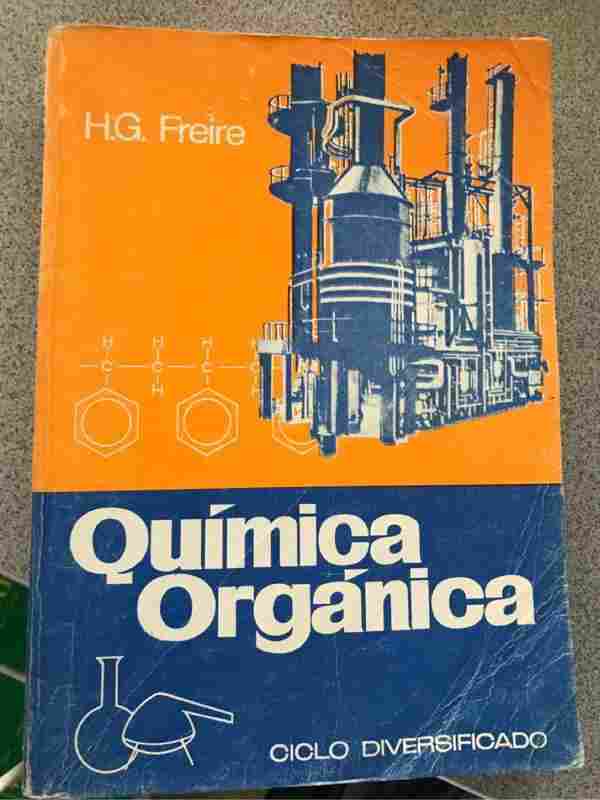 H.G. Freire
H H H H
C C C C
H
Química
Orgánica
CICLO DIVERSIFICADO